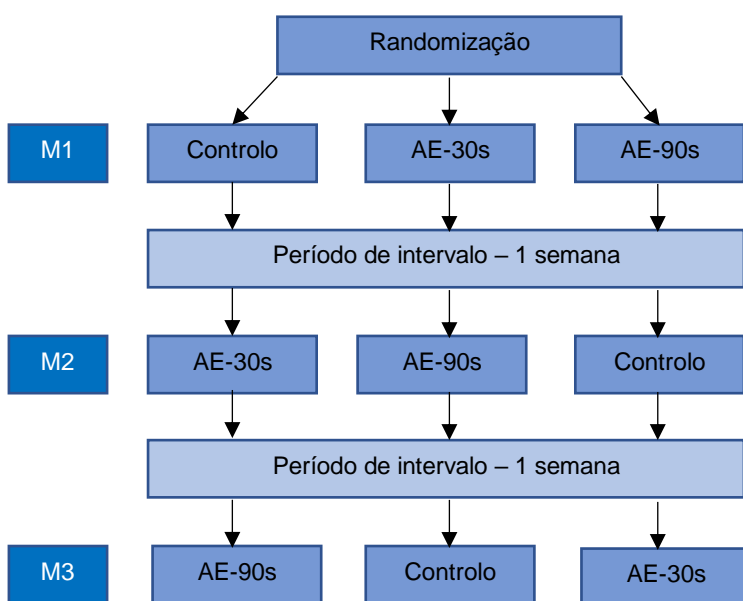 Randomização
M1
Controlo
AE-30s
AE-90s
Período de intervalo – 1 semana
M2
AE-30s
AE-90s
Controlo
Período de intervalo – 1 semana
M3
AE-90s
Controlo
AE-30s